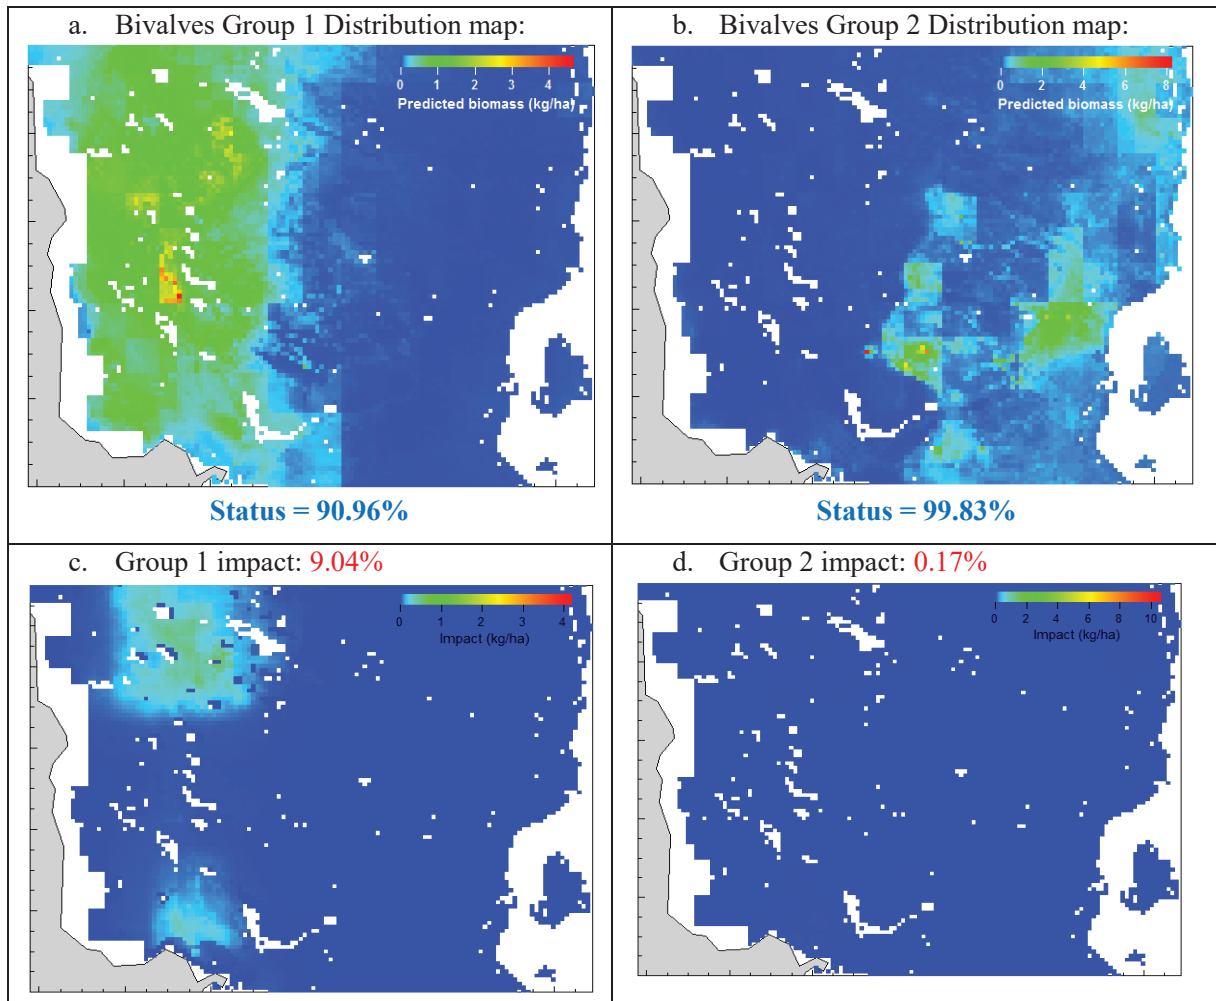 a. Bivalves Group 1 Distribution map:
0 1 2 3 4
Predicted biomass (kg/ha)
Status = 90.96%
b. Bivalves Group 2 Distribution map:
0 2 4 6 8
Predicted biomass (kg/ha)
Status = 99.83%
c. Group 1 impact: 9.04%
0 1 2 3 4
Impact (kg/ha)
d. Group 2 impact: 0.17%
0 2 4 6 8 10
Impact (kg/ha)